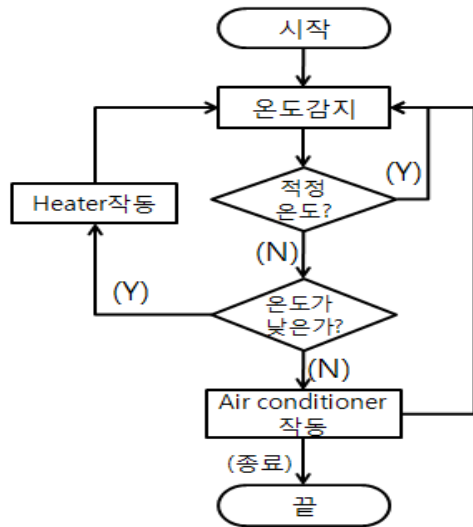 시작
온도감지
적정
온도?
(Y)
Heater작동
(N)
(Y)
온도가
낮은가?
(N)
Air conditioner
작동
(종료)
끝